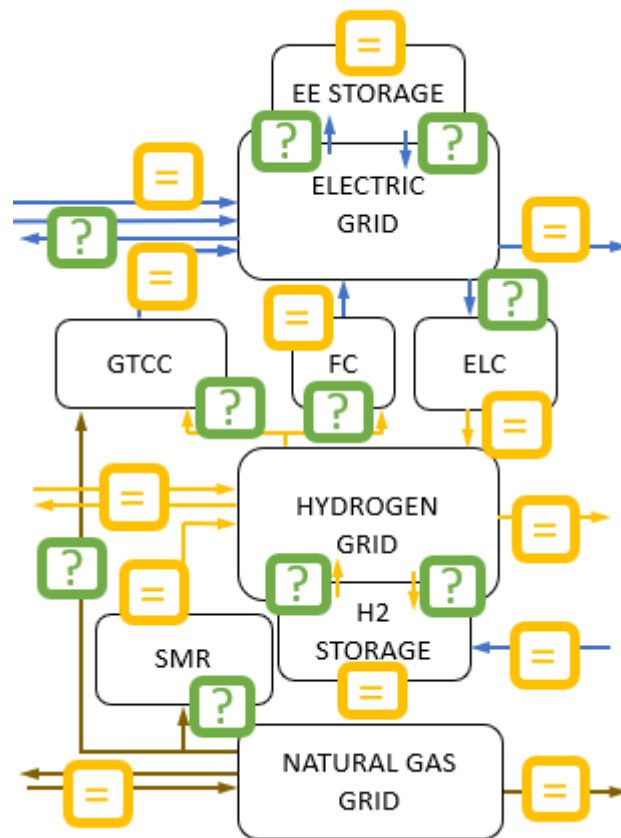 =
EE STORAGE
?
?
=
ELECTRIC
GRID
?
=
=
?
=
GTCC
FC
ELC
?
?
=
=
HYDROGEN
GRID
=
?
?
=
?
H2
STORAGE
SMR
=
=
?
NATURAL GAS
GRID
=
=